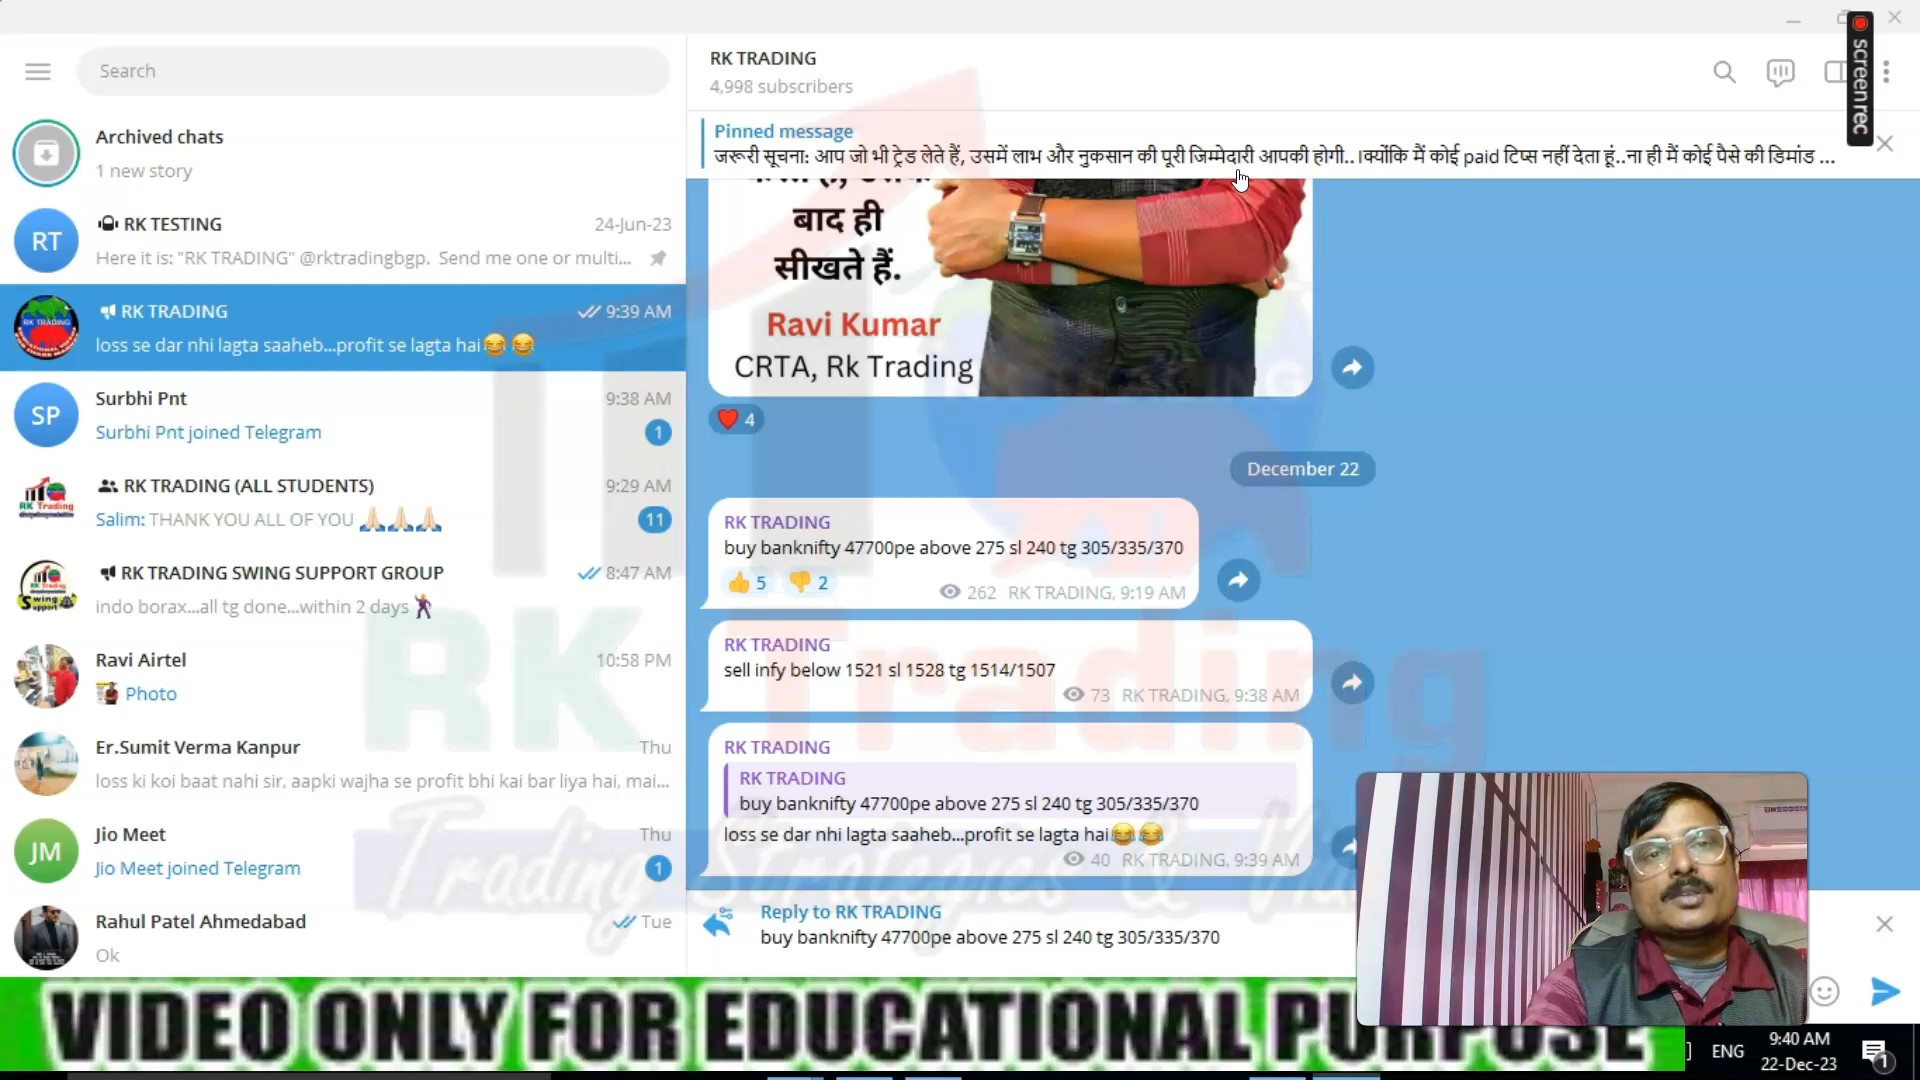 Search
Archived chats
1 new story
RT
RK TESTING
24-Jun-23
Here it is: "RK TRADING" @rktradingbgp. Send me one or multi...
RK TRADING
9:39 AM
loss se dar nhi lagta saaheb...profit se lagta hai😂😂
SP
Surbhi Pnt
9:38 AM
Surbhi Pnt joined Telegram
1
RK TRADING (ALL STUDENTS)
9:29 AM
Salim: THANK YOU ALL OF YOU 🙏🏻🙏🏻🙏🏻
11
RK TRADING SWING SUPPORT GROUP
8:47 AM
indo borax...all tg done...within 2 days🕺
Ravi Airtel
10:58 PM
Photo
Er.Sumit Verma Kanpur
Thu
loss ki koi baat nahi sir, aapki wajha se profit bhi kai bar liya hai, mai...
JM
Jio Meet
Thu
Jio Meet joined Telegram
1
Rahul Patel Ahmedabad
Tue
Ok
RK TRADING
4,998 subscribers
Pinned message
जरूरी सूचना: आप जो भी ट्रेड लेते हैं, उसमें लाभ और नुकसान की पूरी जिम्मेदारी आपकी होगी.. ।क्योंकि मैं कोई paid टिप्स नहीं देता हूं..ना ही मैं कोई पैसे की डिमांड ...
बाद ही
सीखते हैं.
Ravi Kumar
CRTA, Rk Trading
❤️ 4
December 22
RK TRADING
buy banknifty 47700pe above 275 sl 240 tg 305/335/370
👍 5 👎 2
262 RK TRADING, 9:19 AM
RK TRADING
sell infy below 1521 sl 1528 tg 1514/1507
73 RK TRADING, 9:38 AM
RK TRADING
RK TRADING
buy banknifty 47700pe above 275 sl 240 tg 305/335/370
loss se dar nhi lagta saaheb...profit se lagta hai😂😂
40 RK TRADING, 9:39 AM
Reply to RK TRADING
buy banknifty 47700pe above 275 sl 240 tg 305/335/370
screenrec
RK Trading
Trading Strategies &
VIDEO ONLY FOR EDUCATIONAL PURPOSE
ENG
9:40 AM
22-Dec-23
1